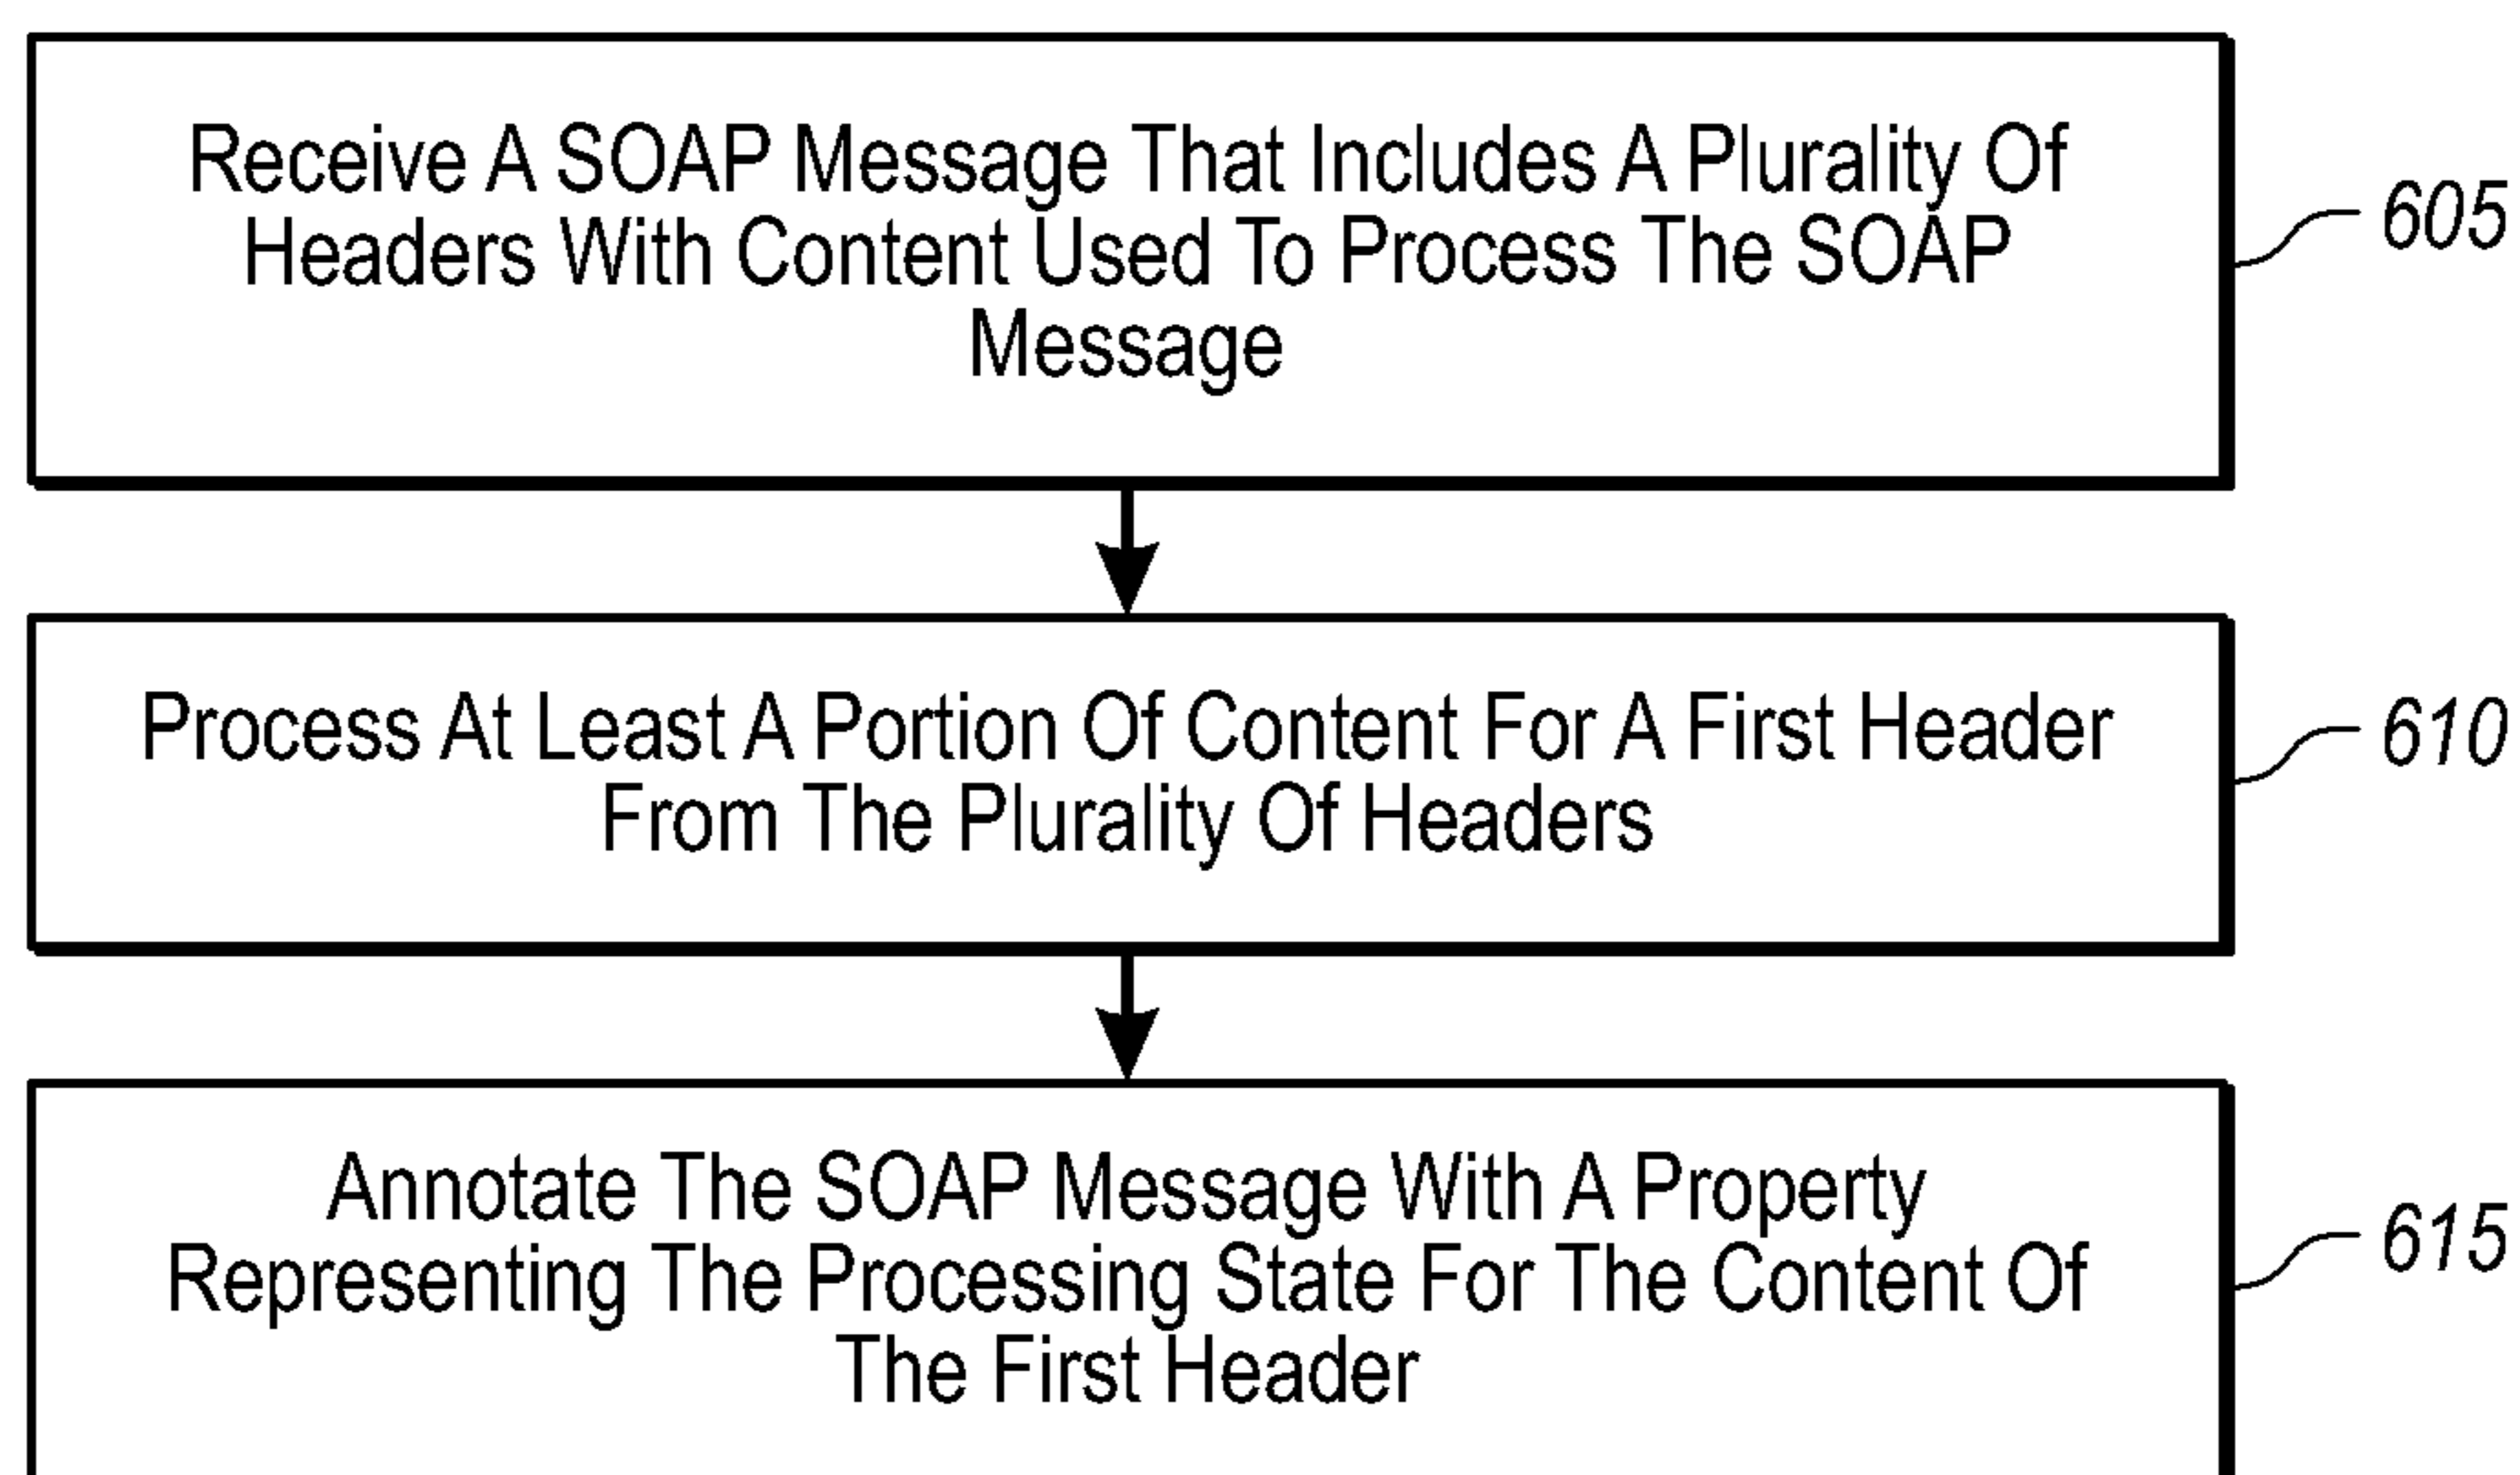 Receive A SOAP Message That Includes A Plurality Of
Headers With Content Used To Process The SOAP
Message
605
Process At Least A Portion Of Content For A First Header
From The Plurality Of Headers
610
Annotate The SOAP Message With A Property
Representing The Processing State For The Content Of
The First Header
615